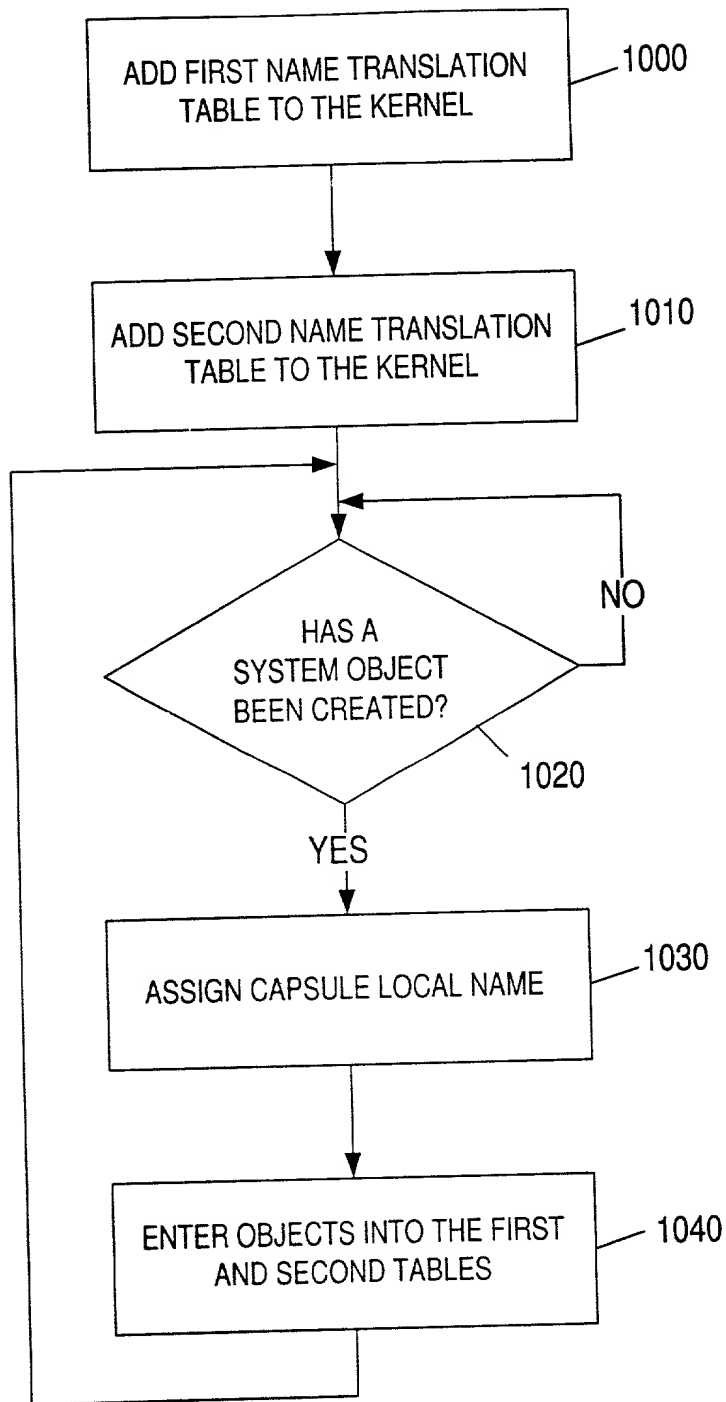 ADD FIRST NAME TRANSLATION
TABLE TO THE KERNEL
1000
ADD SECOND NAME TRANSLATION
TABLE TO THE KERNEL
1010
HAS A
SYSTEM OBJECT
BEEN CREATED?
NO
1020
YES
ASSIGN CAPSULE LOCAL NAME
1030
ENTER OBJECTS INTO THE FIRST
AND SECOND TABLES
1040